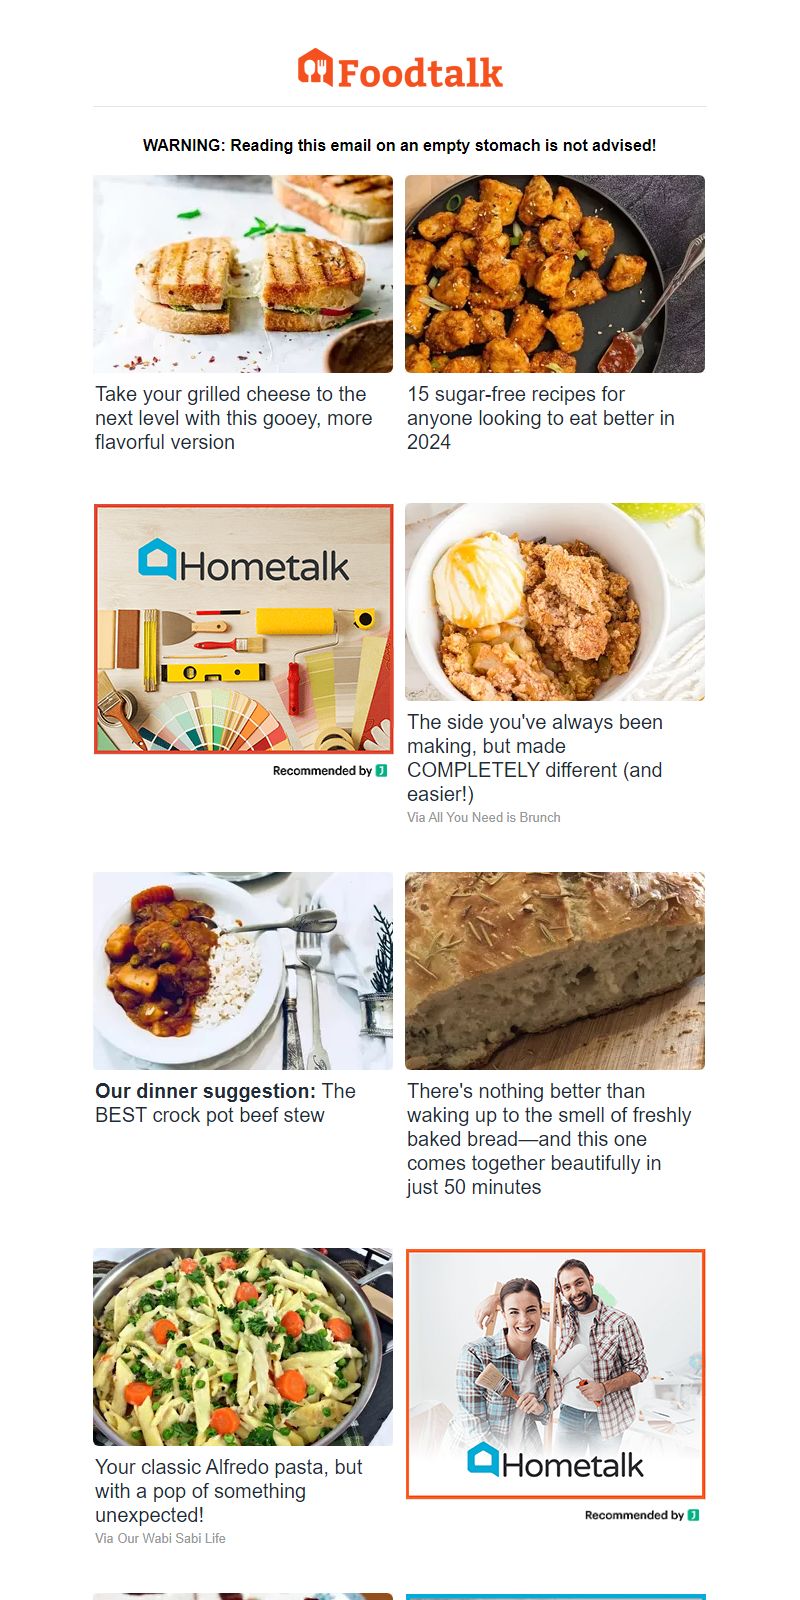 Foodtalk
WARNING: Reading this email on an empty stomach is not advised!
Take your grilled cheese to the
next level with this gooey, more
flavorful version
15 sugar-free recipes for
anyone looking to eat better in
2024
Hometalk
Recommended by
The side you've always been
making, but made
COMPLETELY different (and
easier!)
Via All You Need is Brunch
Our dinner suggestion: The
BEST crock pot beef stew
There's nothing better than
waking up to the smell of freshly
baked bread—and this one
comes together beautifully in
just 50 minutes
Your classic Alfredo pasta, but
with a pop of something
unexpected!
Via Our Wabi Sabi Life
Hometalk
Recommended by